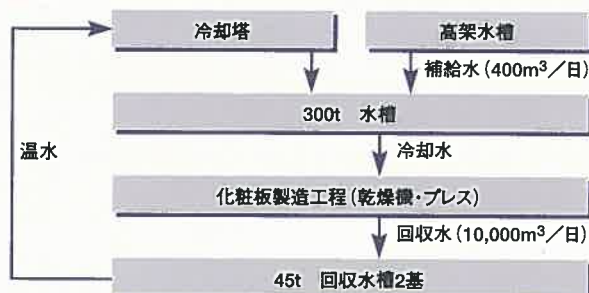 冷却塔
高架水槽
補給水(400m³/日)
300t 水槽
冷却水
温水
化粧板製造工程(乾燥機・プレス)
回収水(10,000m³/日)
45t 回収水槽2基